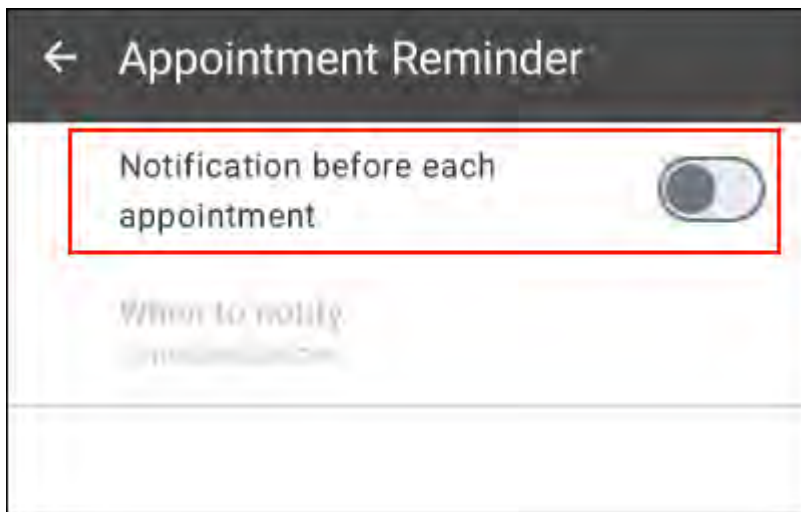 Appointment Reminder
Notification before each
appointment
When to notify